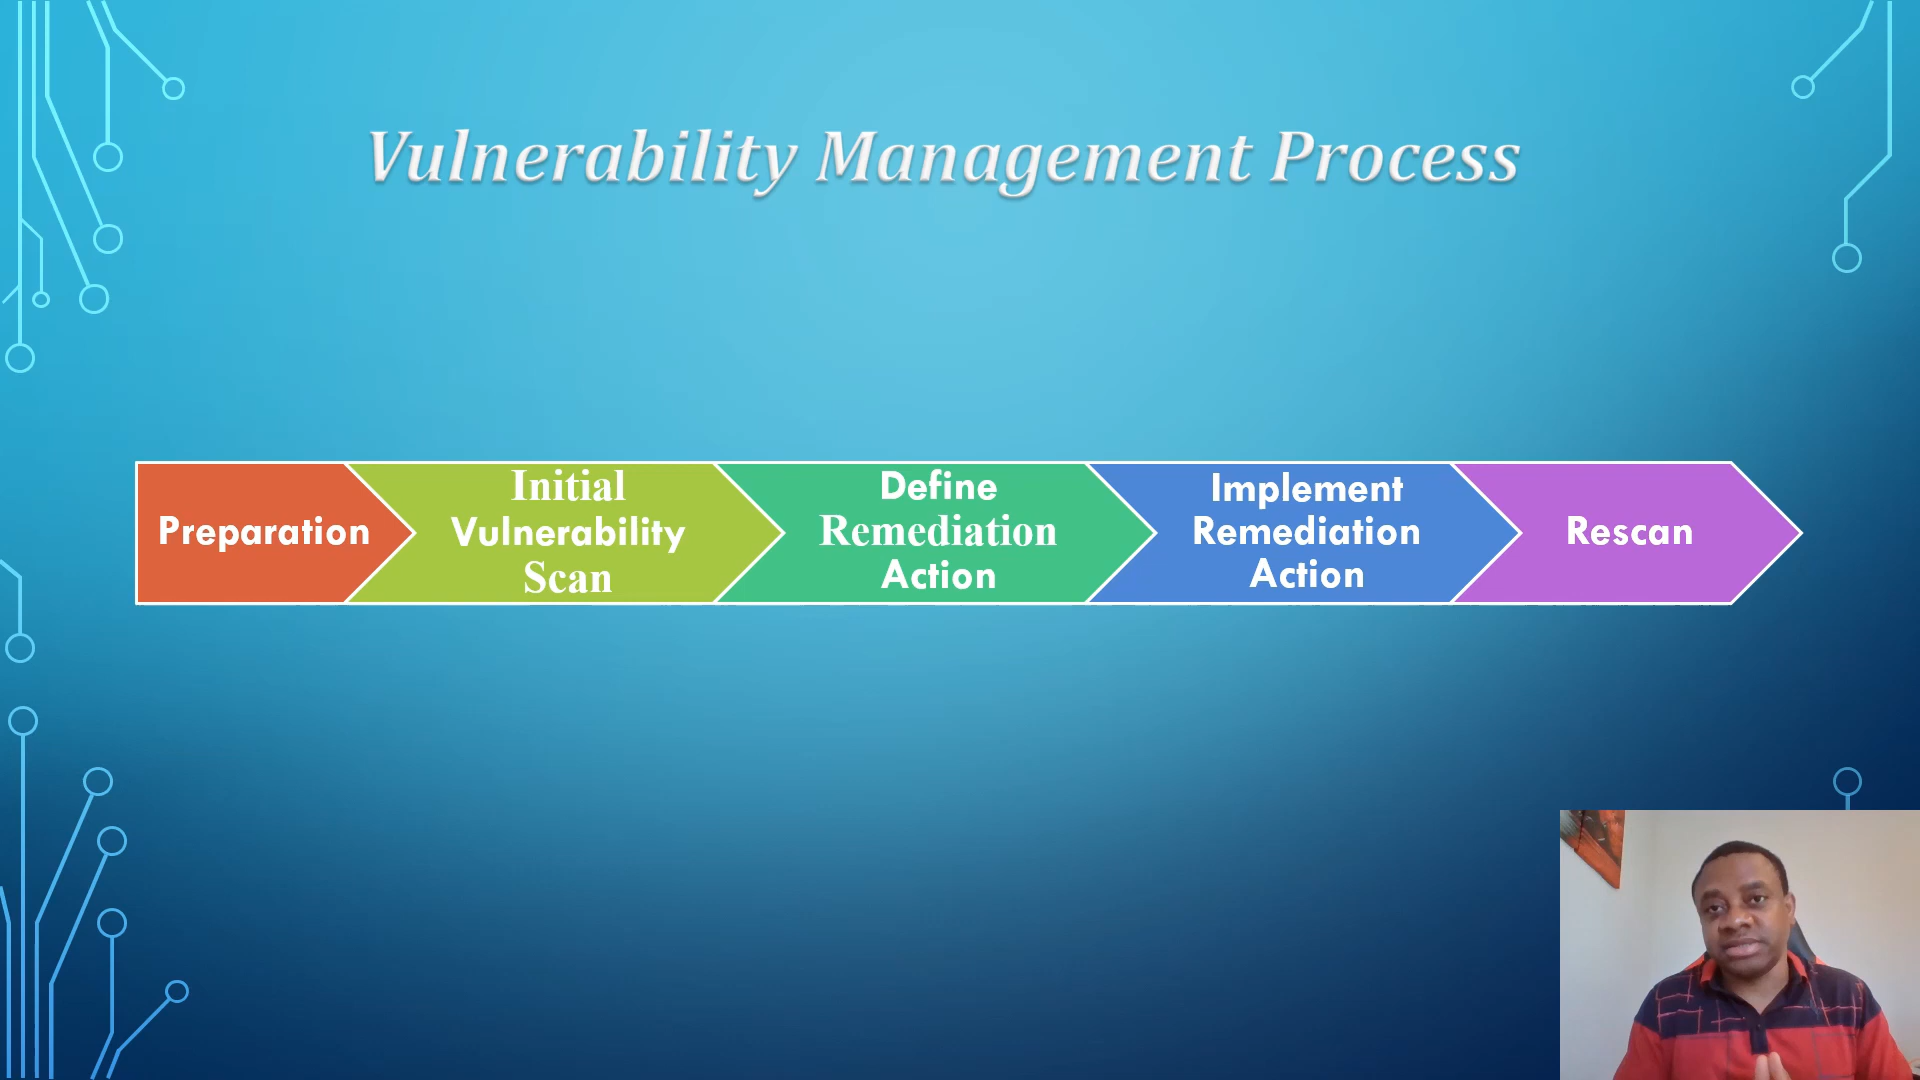 Vulnerability Management Process
Preparation
Initial
Vulnerability
Scan
Define
Remediation
Action
Implement
Remediation
Action
Rescan